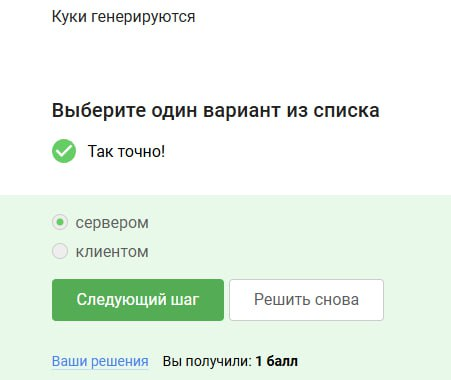 Куки генерируются
Выберите один вариант из списка
Так точно!
сервером
клиентом
Следующий шаг Решить снова
Ваши решения Вы получили: 1 балл